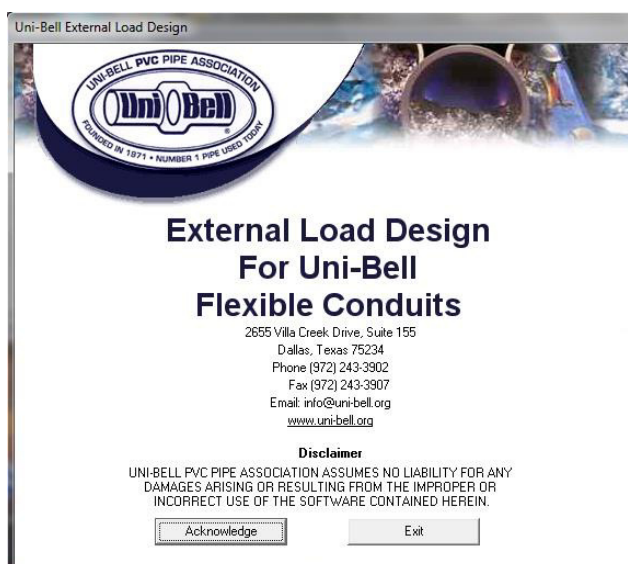 Uni-Bell External Load Design
UNI-BELL PVC PIPE ASSOCIATION
Uni Bell
®
FOUNDED IN 1971 • NUMBER 1 PIPE USED TODAY
External Load Design
For Uni-Bell
Flexible Conduits
2655 Villa Creek Drive, Suite 155
Dallas, Texas 75234
Phone (972) 243-3902
Fax (972) 243-3907
Email: info@uni-bell.org
www.uni-bell.org
Disclaimer
UNI-BELL PVC PIPE ASSOCIATION ASSUMES NO LIABILITY FOR ANY
DAMAGES ARISING OR RESULTING FROM THE IMPROPER OR
INCORRECT USE OF THE SOFTWARE CONTAINED HEREIN.
Acknowledge
Exit